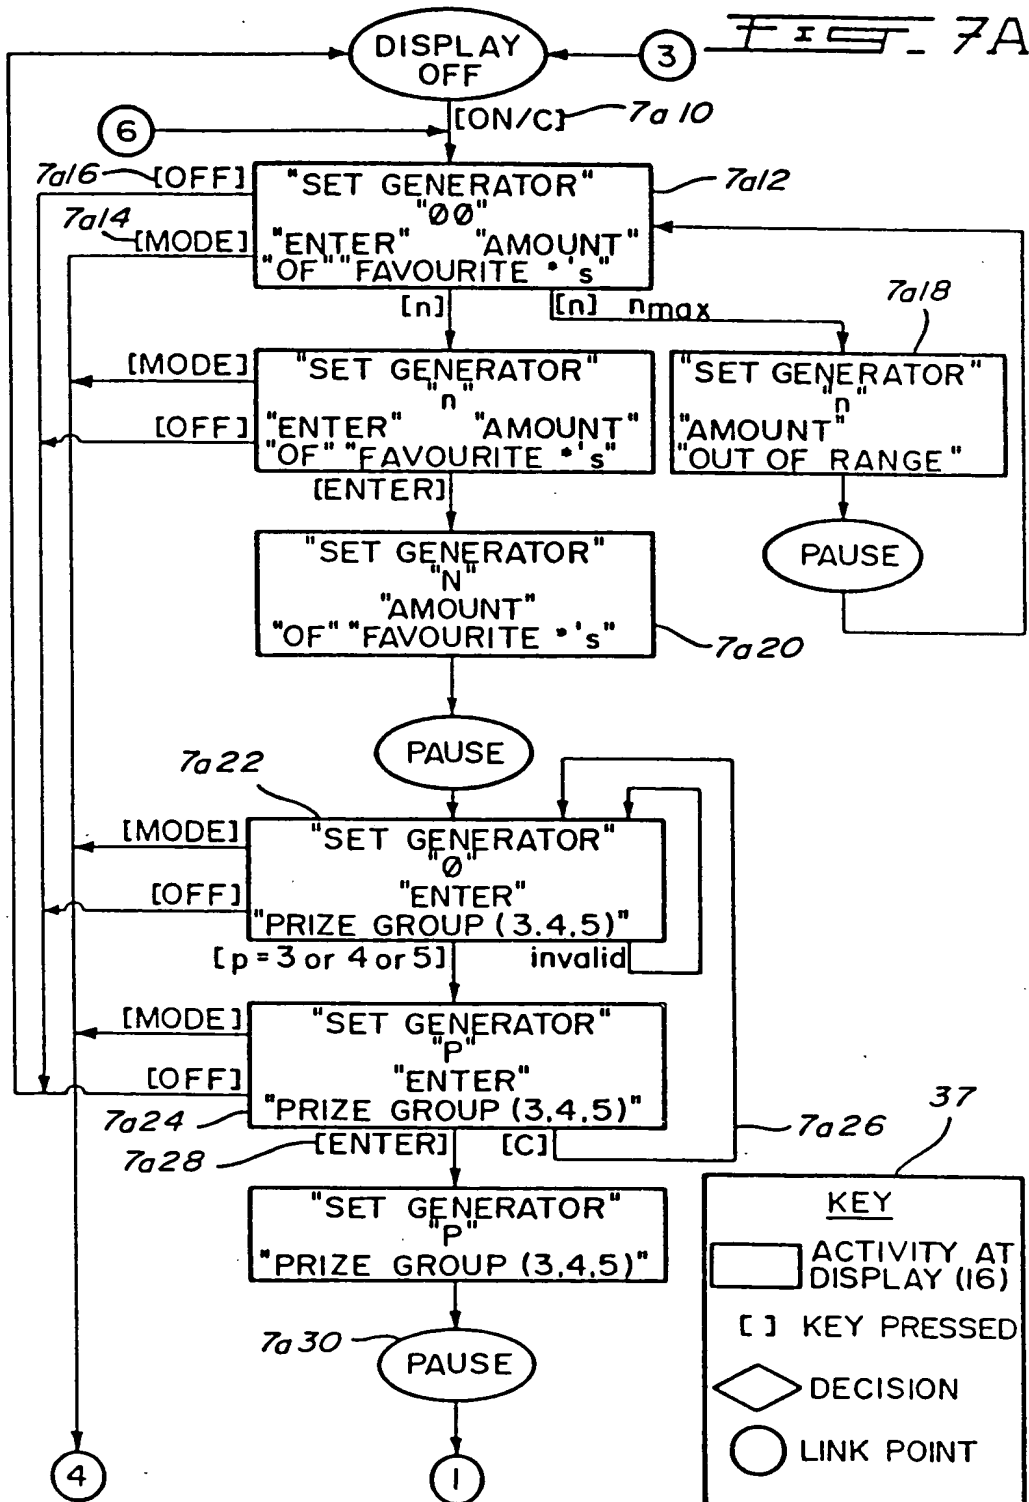 FIG. 7A
DISPLAY
OFF
3
[ON/C]
7a10
6
7a16
[OFF]
"SET GENERATOR"
"ØØ"
"ENTER" "AMOUNT"
"OF" "FAVOURITE *'s"
7a12
7a14
[MODE]
[n]
[n] nmax
7a18
[MODE]
[OFF]
"SET GENERATOR"
"n"
"ENTER" "AMOUNT"
"OF" "FAVOURITE *'s"
"SET GENERATOR"
"n"
"AMOUNT"
"OUT OF RANGE"
[ENTER]
PAUSE
"SET GENERATOR"
"N"
"AMOUNT"
"OF" "FAVOURITE *'s"
7a20
PAUSE
7a22
[MODE]
[OFF]
"SET GENERATOR"
"Ø"
"ENTER"
"PRIZE GROUP (3.4.5)"
[p = 3 or 4 or 5]
invalid
[MODE]
[OFF]
"SET GENERATOR"
"P"
"ENTER"
"PRIZE GROUP (3,4,5)"
7a24
7a26
7a28
[ENTER]
[C]
"SET GENERATOR"
"P"
"PRIZE GROUP (3,4,5)"
7a30
PAUSE
4
1
37
KEY
ACTIVITY AT
DISPLAY (16)
[ ] KEY PRESSED
DECISION
LINK POINT